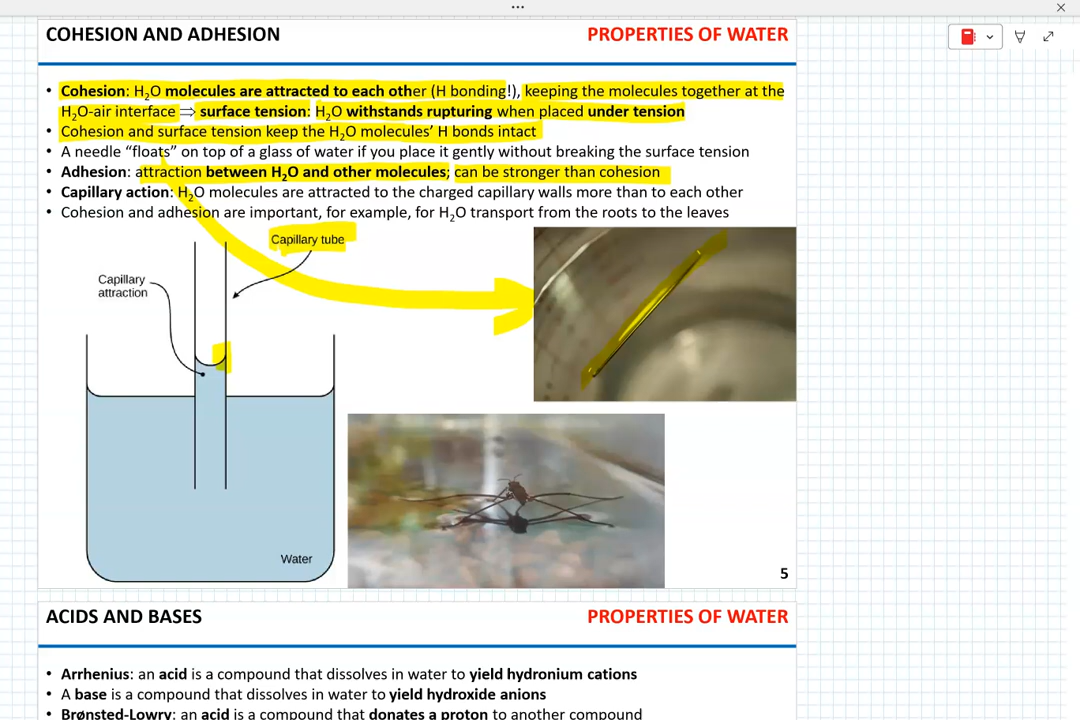 COHESION AND ADHESION
PROPERTIES OF WATER
• Cohesion: H₂O molecules are attracted to each other (H bonding!), keeping the molecules together at the
H₂O-air interface ⇒ surface tension: H₂O withstands rupturing when placed under tension
• Cohesion and surface tension keep the H₂O molecules’ H bonds intact
• A needle “floats” on top of a glass of water if you place it gently without breaking the surface tension
• Adhesion: attraction between H₂O and other molecules; can be stronger than cohesion
• Capillary action: H₂O molecules are attracted to the charged capillary walls more than to each other
• Cohesion and adhesion are important, for example, for H₂O transport from the roots to the leaves
Capillary tube
Capillary
attraction
Water
5
ACIDS AND BASES
PROPERTIES OF WATER
• Arrhenius: an acid is a compound that dissolves in water to yield hydronium cations
• A base is a compound that dissolves in water to yield hydroxide anions
• Brønsted-Lowry: an acid is a compound that donates a proton to another compound